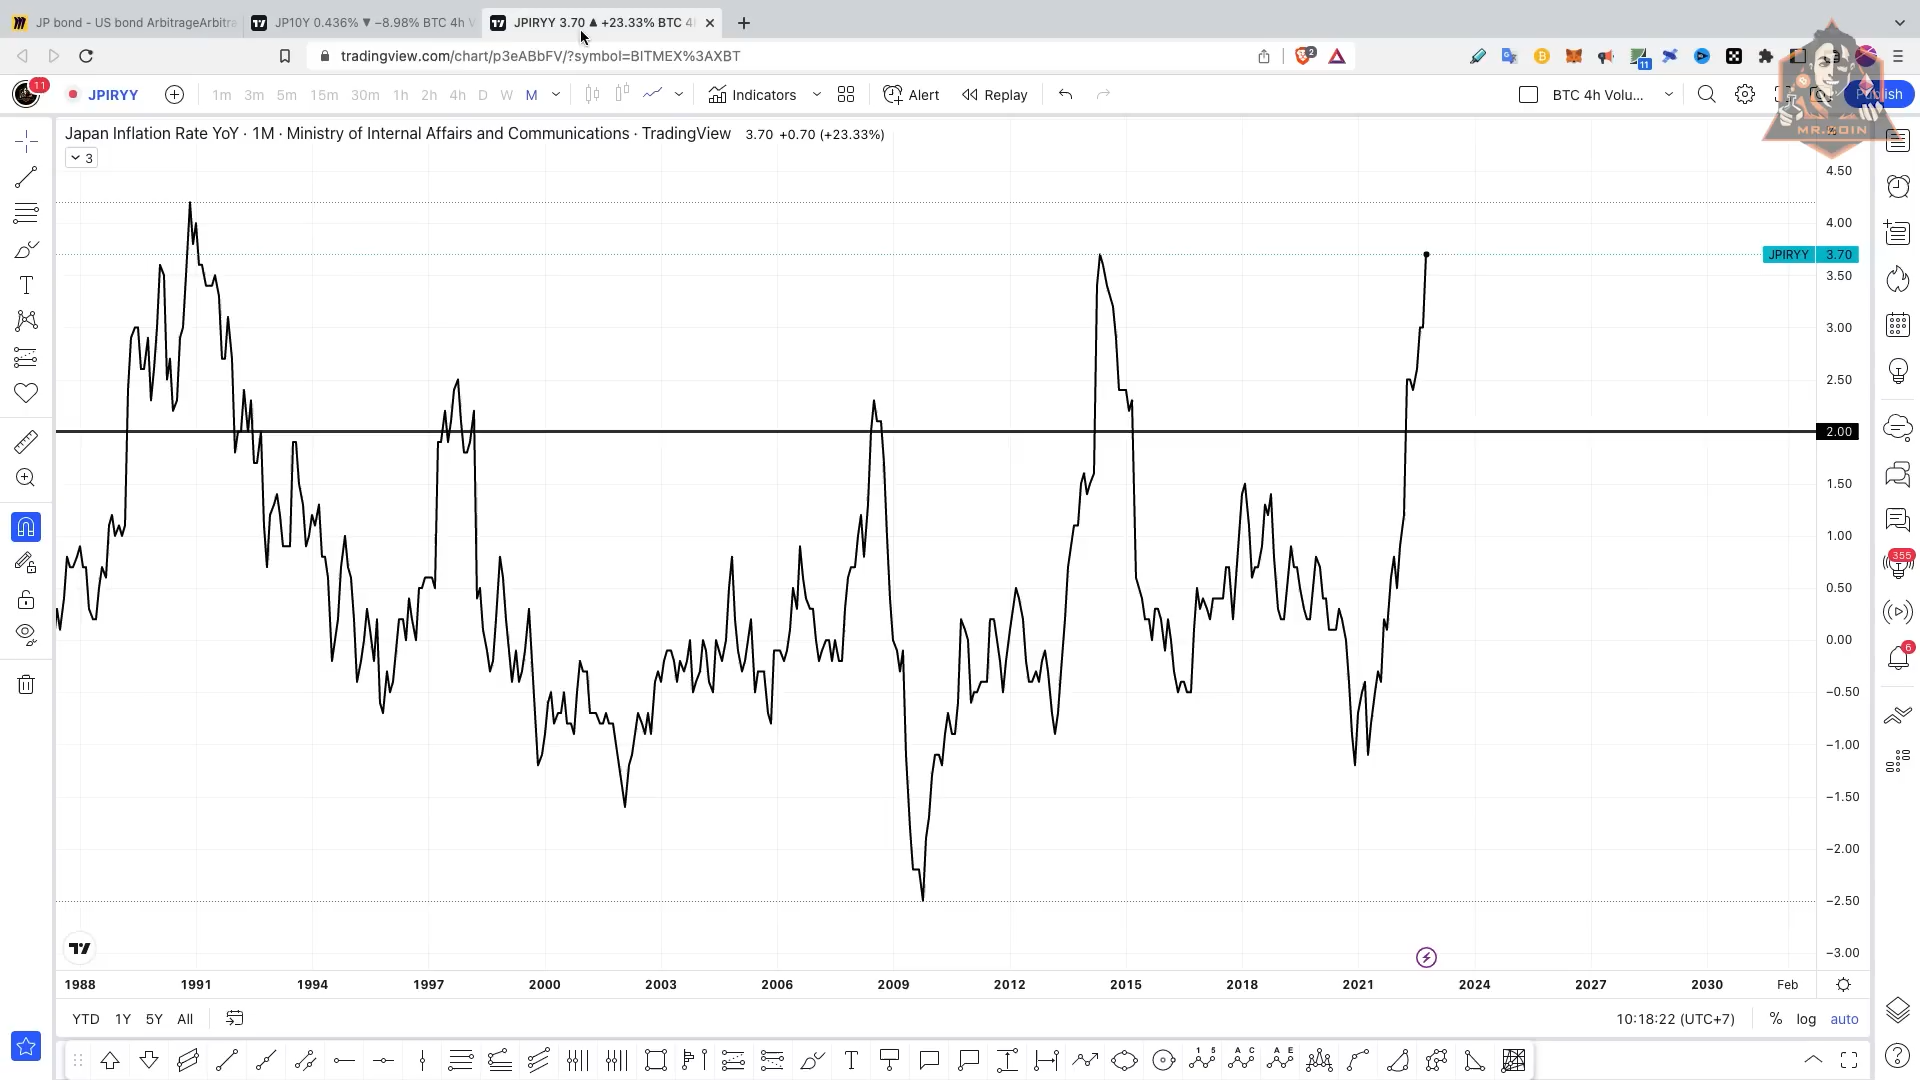 JP bond - US bond ArbitrageArbitra
JP10Y 0.436% ▼ −8.98% BTC 4h V
JPIRYY 3.70 ▲ +23.33% BTC 4
tradingview.com/chart/p3eABbFV/?symbol=BITMEX%3AXBT
2
11
11
JPIRYY
1m 3m 5m 15m 30m 1h 2h 4h D W M
Indicators
Alert
Replay
BTC 4h Volu...
Publish
MR.COIN
Japan Inflation Rate YoY · 1M · Ministry of Internal Affairs and Communications · TradingView 3.70 +0.70 (+23.33%)
3
4.50
4.00
JPIRYY 3.70
3.50
3.00
2.50
2.00
1.50
1.00
0.50
0.00
−0.50
−1.00
−1.50
−2.00
−2.50
−3.00
355
6
1988 1991 1994 1997 2000 2003 2006 2009 2012 2015 2018 2021 2024 2027 2030 Feb
YTD 1Y 5Y All
10:18:22 (UTC+7) % log auto